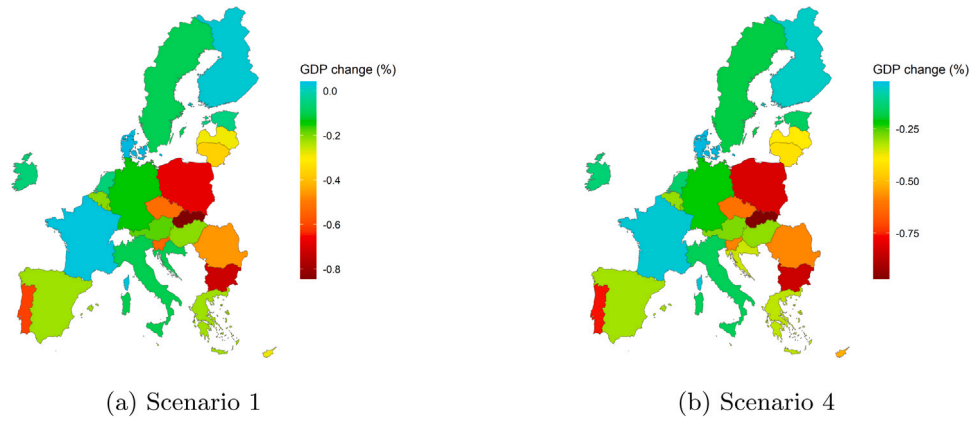 GDP change (%)
0.0
-0.2
-0.4
-0.6
-0.8
(a) Scenario 1
GDP change (%)
-0.25
-0.50
-0.75
(b) Scenario 4